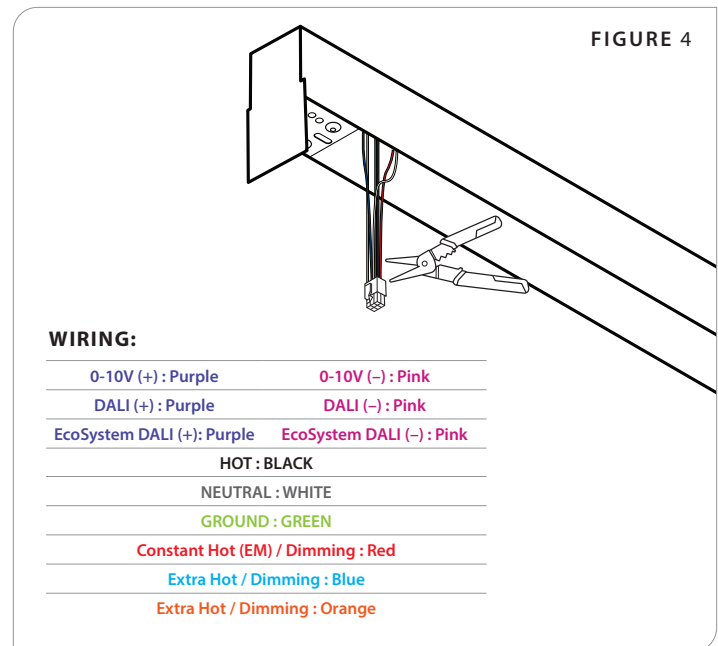 FIGURE 4
WIRING:
0-10V (+) : Purple 0-10V (–) : Pink
DALI (+) : Purple DALI (–) : Pink
EcoSystem DALI (+): Purple EcoSystem DALI (–) : Pink
HOT : BLACK
NEUTRAL : WHITE
GROUND : GREEN
Constant Hot (EM) / Dimming : Red
Extra Hot / Dimming : Blue
Extra Hot / Dimming : Orange